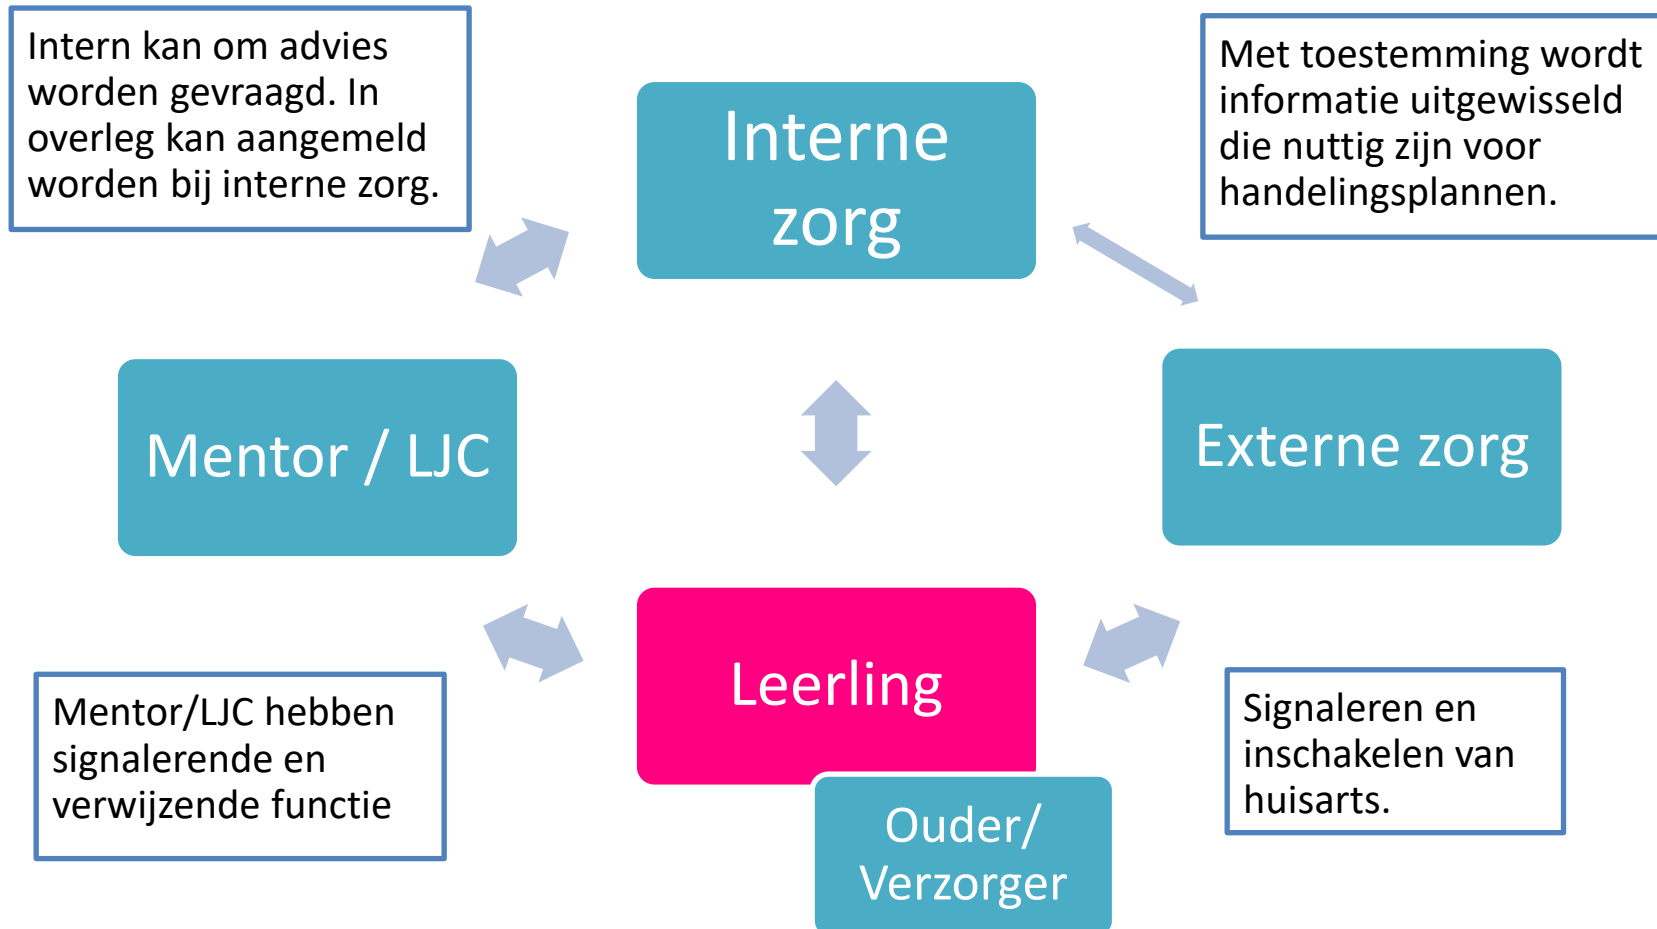 Intern kan om advies
worden gevraagd. In
overleg kan aangemeld
worden bij interne zorg.
Interne
zorg
Met toestemming wordt
informatie uitgewisseld
die nuttig zijn voor
handelingsplannen.
Mentor / LJC
Externe zorg
Mentor/LJC hebben
signalerende en
verwijzende functie
Leerling
Ouder/
Verzorger
Signaleren en
inschakelen van
huisarts.